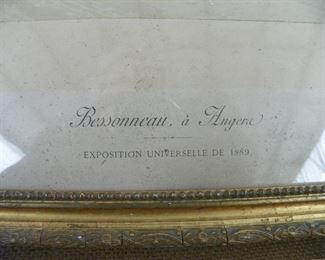 Bessonneau, à Angers
EXPOSITION UNIVERSELLE DE 1889